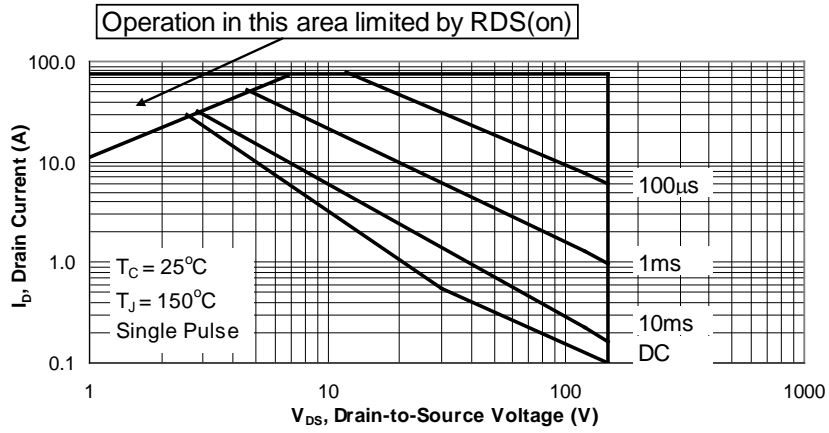 Operation in this area limited by RDS(on)
100.0
10.0
1.0
0.1
I_D, Drain Current (A)
100μs
1ms
10ms
DC
T_C = 25°C
T_J = 150°C
Single Pulse
1
10
100
1000
V_DS, Drain-to-Source Voltage (V)